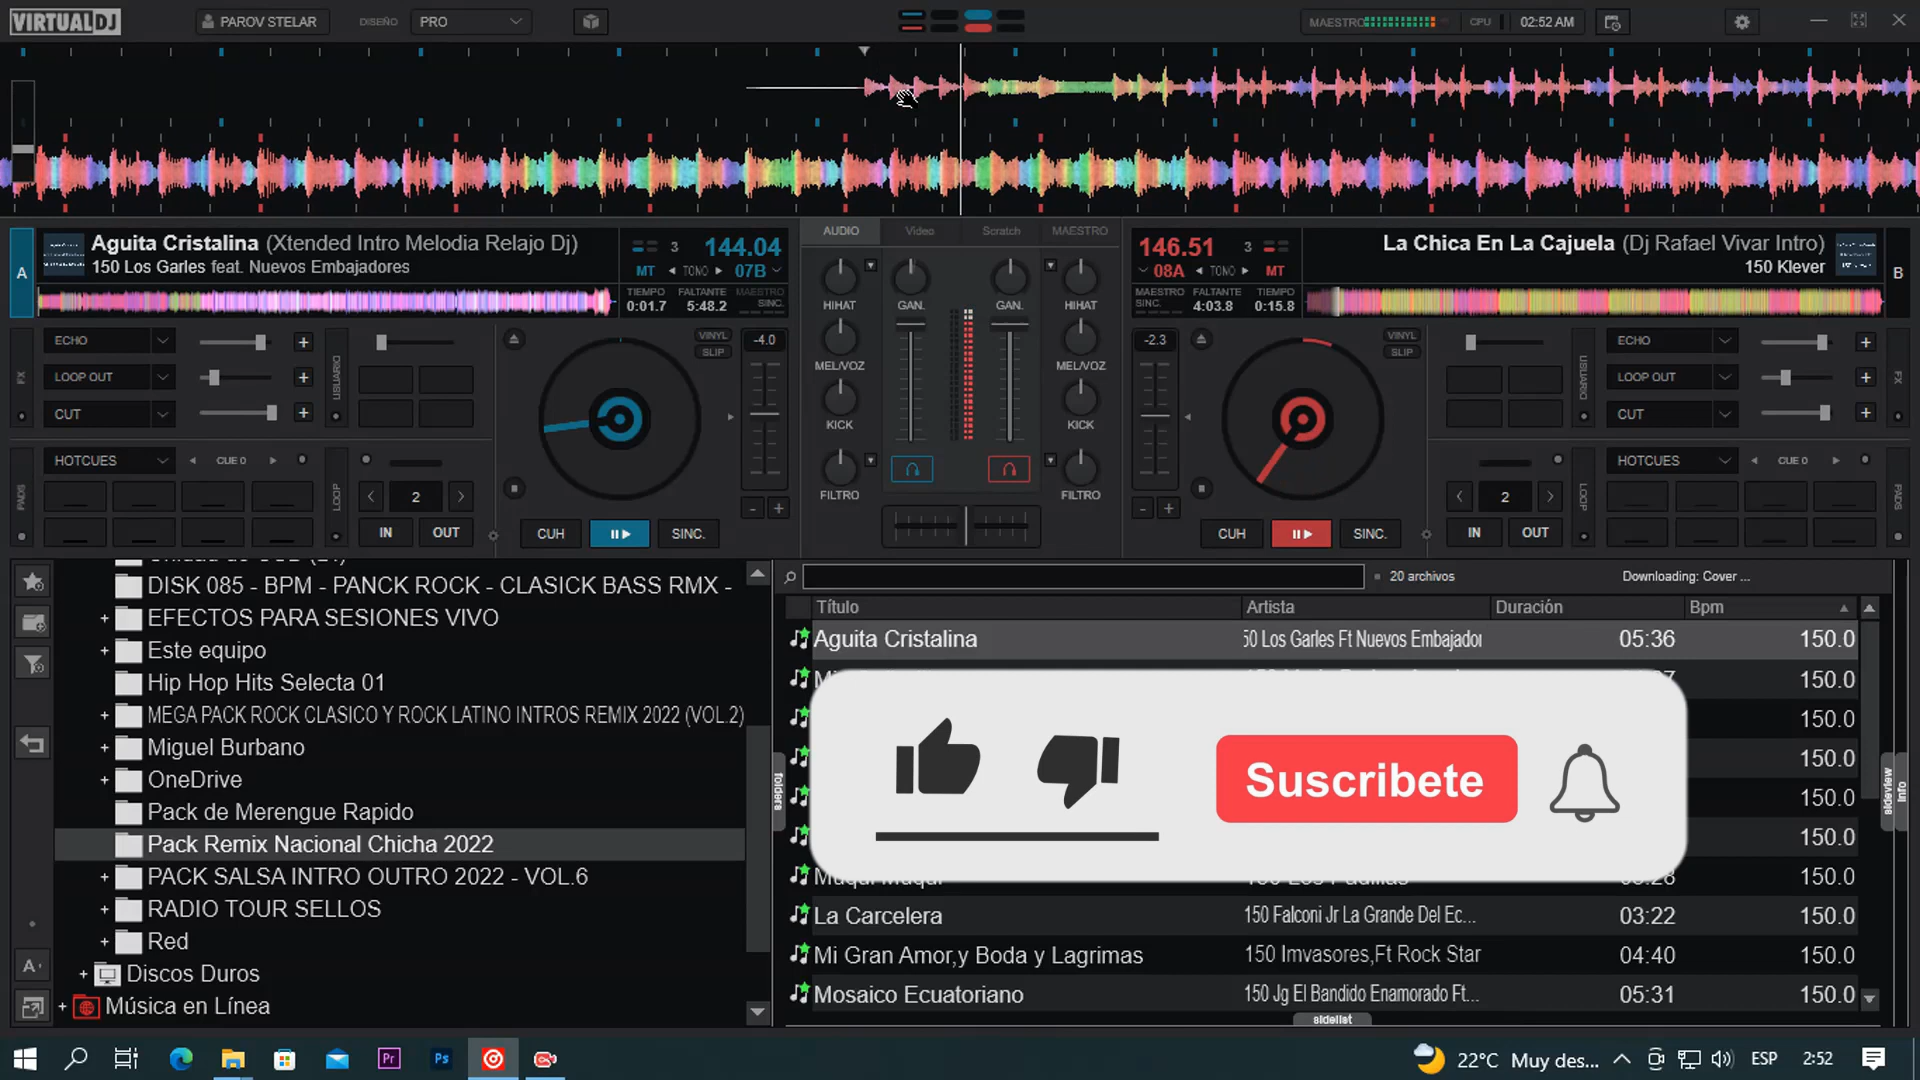 VIRTUALDJ
PAROV STELAR
DISEÑO
PRO
MAESTRO
CPU
02:52 AM
A
Aguita Cristalina (Xtended Intro Melodia Relajo Dj)
150 Los Garles feat. Nuevos Embajadores
3 144.04
MT TONO 07B
TIEMPO FALTANTE MAESTRO
0:01.7 5:48.2 SINC.
AUDIO Video Scratch MAESTRO
146.51 3
08A TONO MT
MAESTRO FALTANTE TIEMPO
SINC. 4:03.8 0:15.8
La Chica En La Cajuela (Dj Rafael Vivar Intro)
150 Klever
B
HIHAT GAN. GAN. HIHAT
MEL/VOZ MEL/VOZ
KICK KICK
FILTRO FILTRO
FX
ECHO +
LOOP OUT +
CUT +
USUARIO
VINYL
SLIP
-4.0
PADS
HOTCUES CUE 0
LOOP
2
IN OUT
CUH SINC.
- +
-2.3
VINYL
SLIP
USUARIO
ECHO +
LOOP OUT +
CUT +
FX
- +
CUH SINC.
2
IN OUT
LOOP
HOTCUES CUE 0
PADS
DISK 085 - BPM - PANCK ROCK - CLASICK BASS RMX -
+ EFECTOS PARA SESIONES VIVO
+ Este equipo
Hip Hop Hits Selecta 01
+ MEGA PACK ROCK CLASICO Y ROCK LATINO INTROS REMIX 2022 (VOL.2)
+ Miguel Burbano
+ OneDrive
Pack de Merengue Rapido
Pack Remix Nacional Chicha 2022
+ PACK SALSA INTRO OUTRO 2022 - VOL.6
+ RADIO TOUR SELLOS
+ Red
+ Discos Duros
+ Música en Línea
A
folders
20 archivos
Downloading: Cover ...
Título Artista Duración Bpm
Aguita Cristalina 50 Los Garles Ft Nuevos Embajador 05:36 150.0
150.0
150.0
150.0
150.0
150.0
150.0
La Carcelera 150 Falconi Jr La Grande Del Ec... 03:22 150.0
Mi Gran Amor,y Boda y Lagrimas 150 Imvasores,Ft Rock Star 04:40 150.0
Mosaico Ecuatoriano 150 Jg El Bandido Enamorado Ft... 05:31 150.0
Suscribete
sideview
info
sidelist
Pr
Ps
22°C Muy des...
ESP
2:52